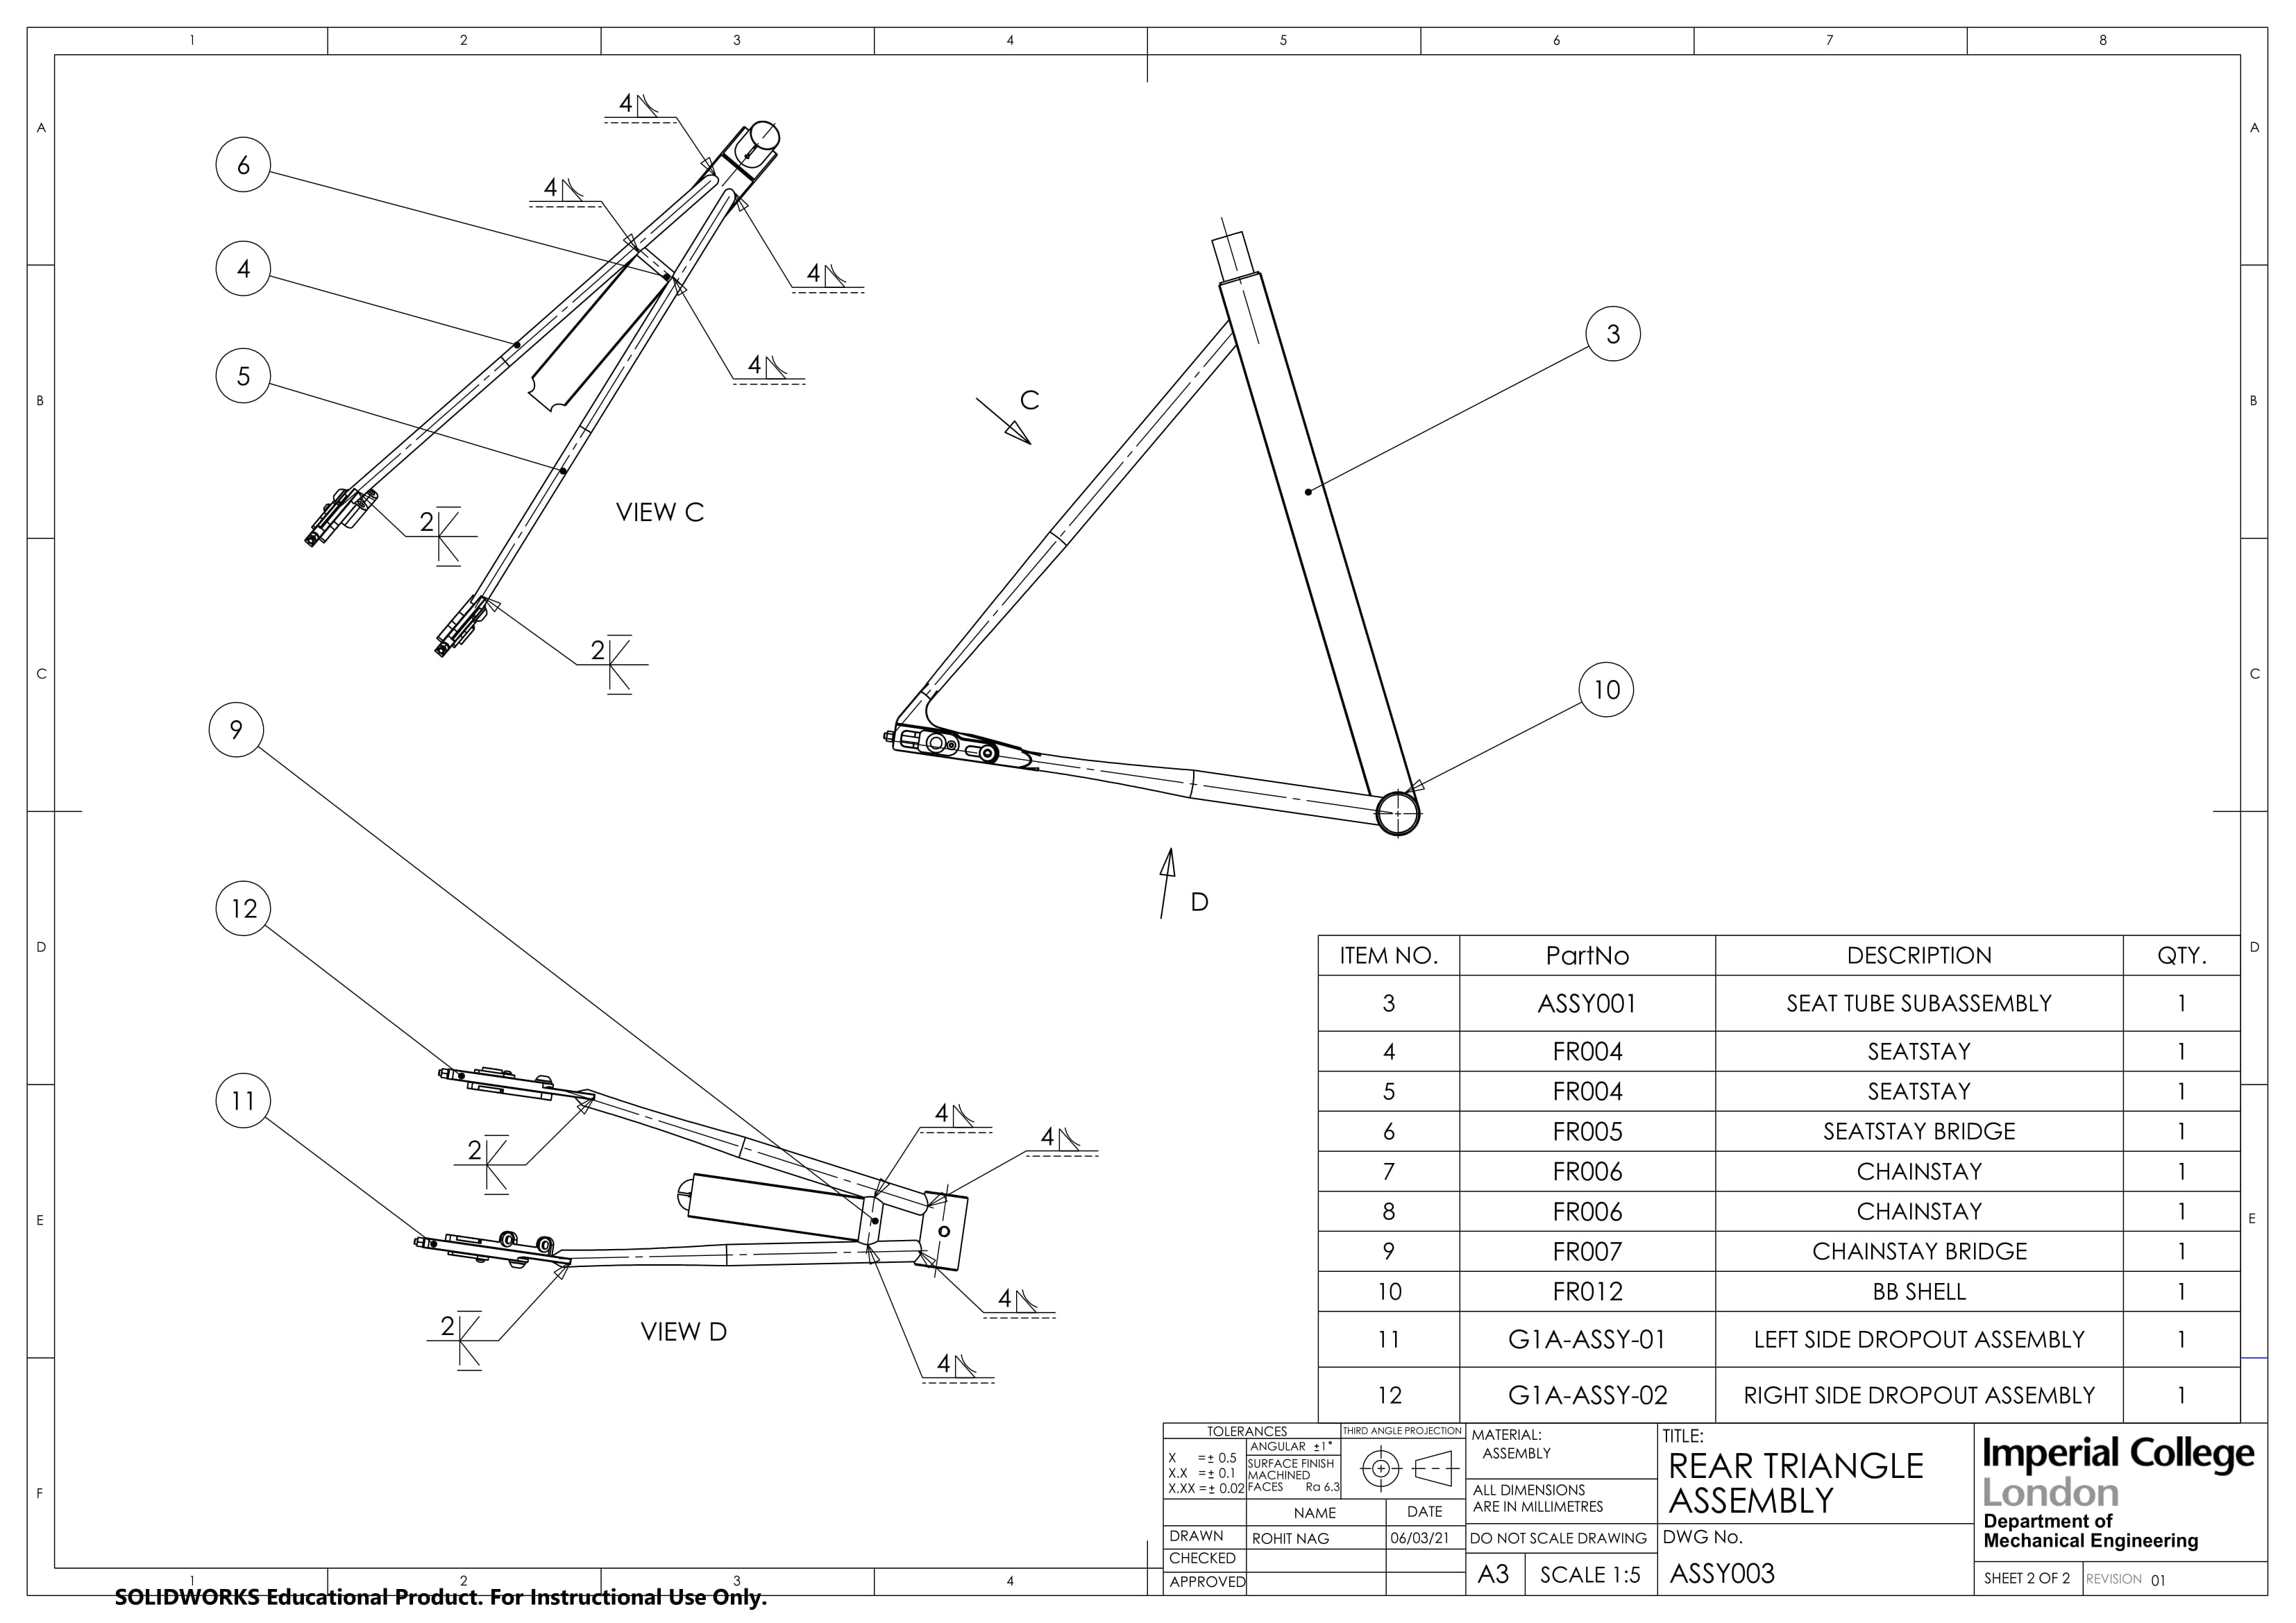 1 2 3 4 5 6 7 8
A A
B B
C C
D D
E E
F
4
6
4
4
4
4
5
2
VIEW C
2
C
3
10
D
9
12
11
2
4
4
2
4
4
VIEW D
ITEM NO. PartNo DESCRIPTION QTY.
3 ASSY001 SEAT TUBE SUBASSEMBLY 1
4 FR004 SEATSTAY 1
5 FR004 SEATSTAY 1
6 FR005 SEATSTAY BRIDGE 1
7 FR006 CHAINSTAY 1
8 FR006 CHAINSTAY 1
9 FR007 CHAINSTAY BRIDGE 1
10 FR012 BB SHELL 1
11 G1A-ASSY-01 LEFT SIDE DROPOUT ASSEMBLY 1
12 G1A-ASSY-02 RIGHT SIDE DROPOUT ASSEMBLY 1
TOLERANCES
X =± 0.5
X.X =± 0.1
X.XX =± 0.02
ANGULAR ±1°
SURFACE FINISH
MACHINED
FACES Ra 6.3
THIRD ANGLE PROJECTION
NAME DATE
DRAWN ROHIT NAG 06/03/21
CHECKED
APPROVED
MATERIAL:
ASSEMBLY
ALL DIMENSIONS
ARE IN MILLIMETRES
DO NOT SCALE DRAWING
A3 SCALE 1:5
TITLE:
REAR TRIANGLE
ASSEMBLY
DWG No.
ASSY003
Imperial College
London
Department of
Mechanical Engineering
SHEET 2 OF 2 REVISION 01
1 2 3 4
SOLIDWORKS Educational Product. For Instructional Use Only.